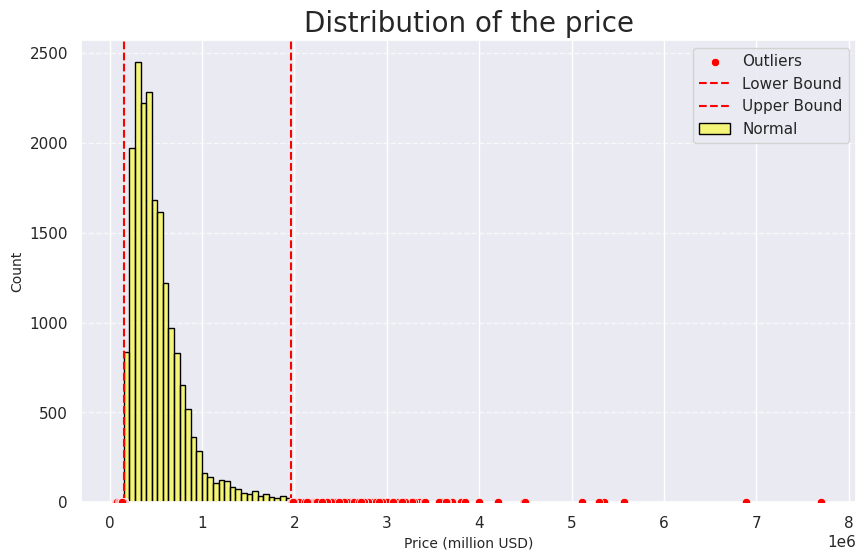 Distribution of the price
Outliers
Lower Bound
Upper Bound
Normal
Count
2500
2000
1500
1000
500
0
0 1 2 3 4 5 6 7 8
1e6
Price (million USD)